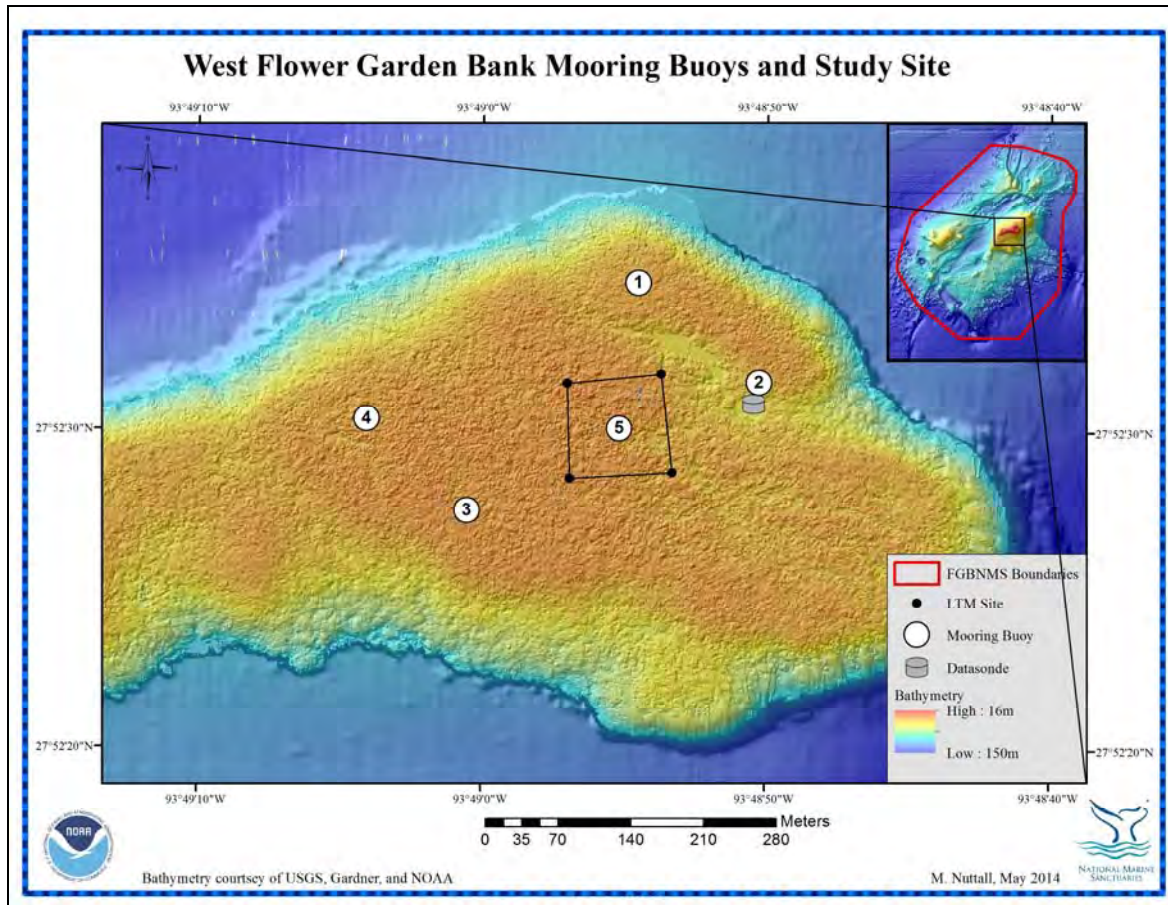 West Flower Garden Bank Mooring Buoys and Study Site
93°49'10"W 93°49'0"W 93°48'50"W 93°48'40"W
N
1
2
27°52'30"N 4 5 27°52'30"N
3
FGBNMS Boundaries
LTM Site
Mooring Buoy
Datasonde
Bathymetry
High : 16m
Low : 150m
27°52'20"N 27°52'20"N
93°49'10"W 93°49'0"W 93°48'50"W 93°48'40"W
Meters
0 35 70 140 210 280
NOAA
Bathymetry courtsey of USGS, Gardner, and NOAA
M. Nuttall, May 2014
NATIONAL MARINE
SANCTUARIES